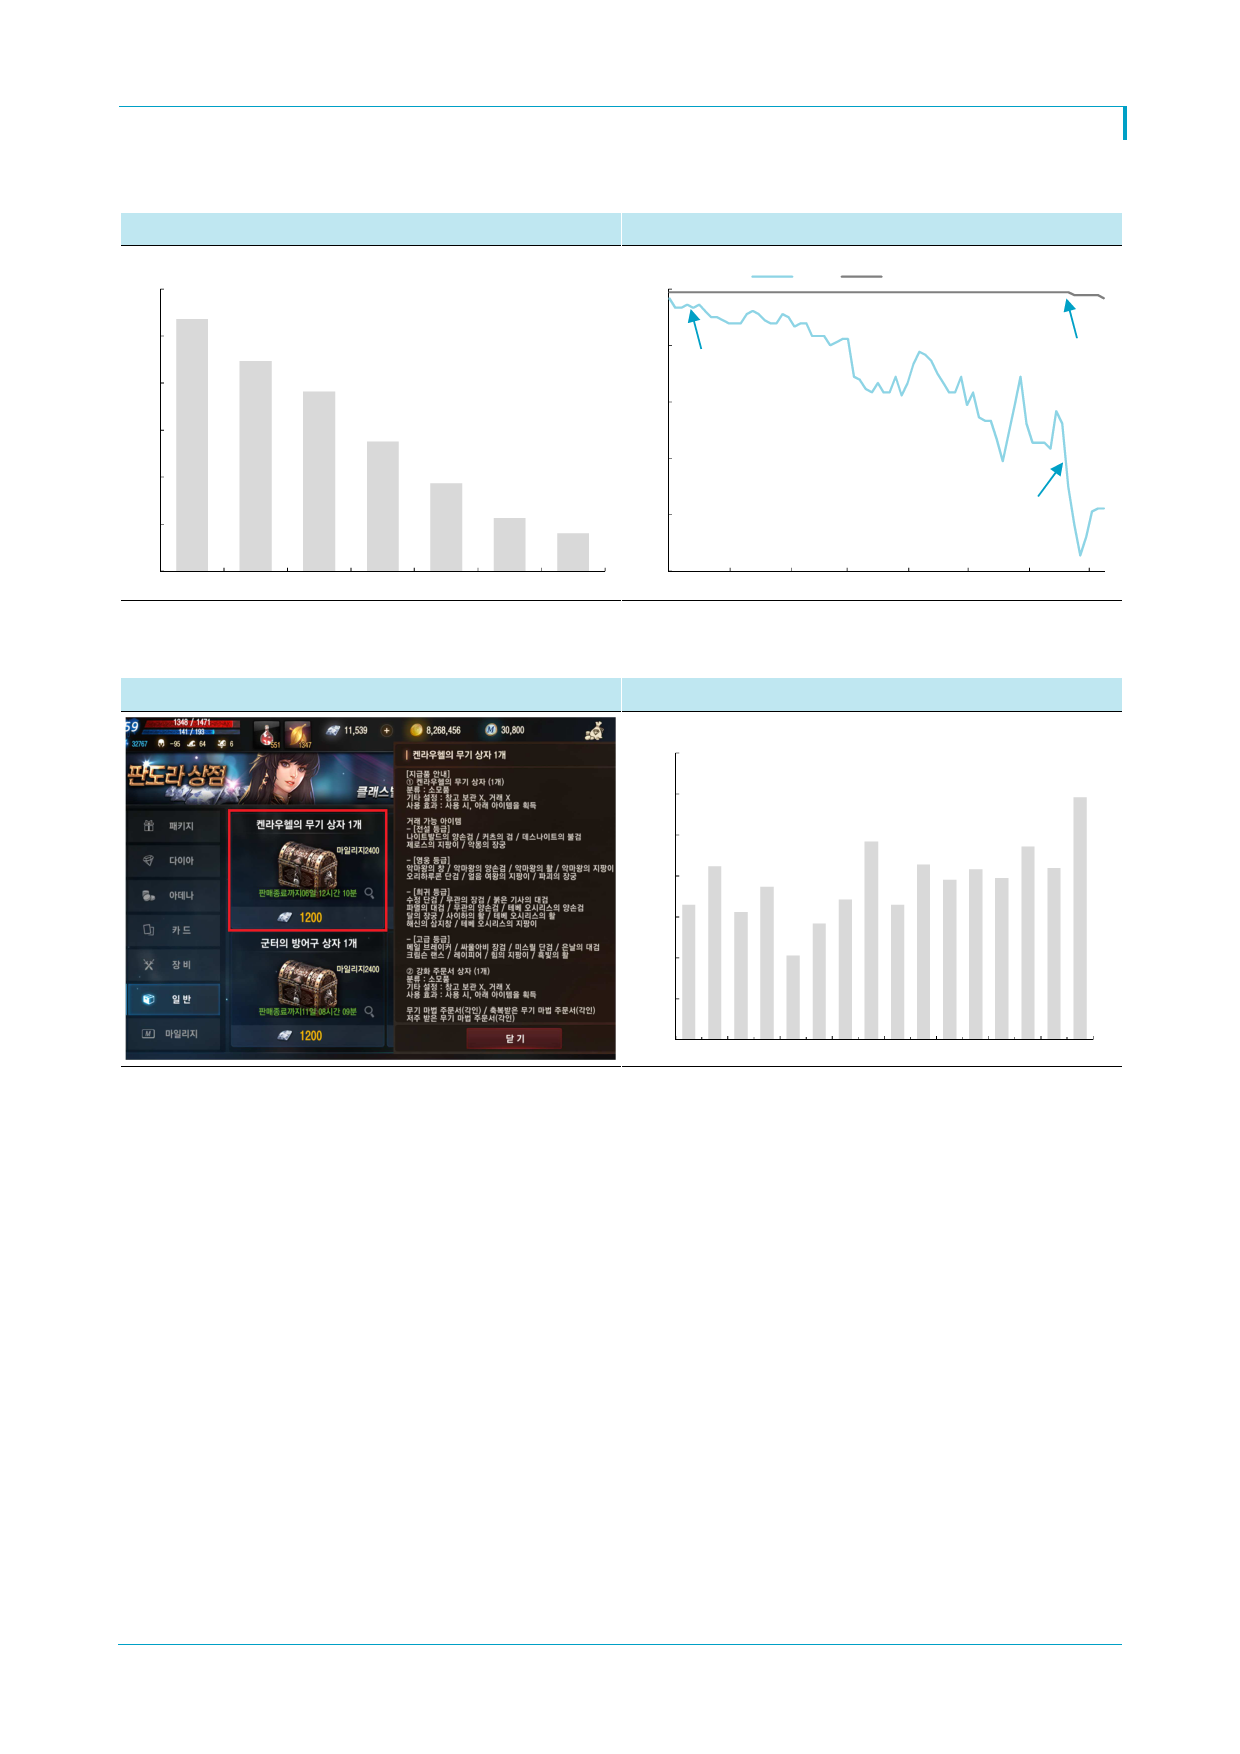 59
1348 / 1471
141 / 193
32767
-95
64
6
551
1347
11,539
+
8,268,456
M
30,800
판도라 상점
클래스
패키지
다이아
아데나
카 드
장 비
일 반
M
마일리지
켄라우헬의 무기 상자 1개
마일리지2400
판매종료까지06일 12시간 10분
1200
군터의 방어구 상자 1개
마일리지2400
판매종료까지11일 08시간 09분
1200
켄라우헬의 무기 상자 1개
[지급품 안내]
① 켄라우헬의 무기 상자 (1개)
분류 : 소모품
기타 설정 : 창고 보관 X, 거래 X
사용 효과 : 사용 시, 아래 아이템을 획득
거래 가능 아이템
- [전설 등급]
나이트발드의 양손검 / 커츠의 검 / 데스나이트의 불검
제로스의 지팡이 / 악몽의 장궁
- [영웅 등급]
악마왕의 창 / 악마왕의 양손검 / 악마왕의 활 / 악마왕의 지팡이
오리하루콘 단검 / 얼음 여왕의 지팡이 / 파괴의 장궁
- [희귀 등급]
수정 단검 / 무관의 장검 / 붉은 기사의 대검
파멸의 대검 / 무관의 양손검 / 테베 오시리스의 양손검
달의 장궁 / 사이하의 활 / 테베 오시리스의 활
해신의 삼지창 / 테베 오시리스의 지팡이
- [고급 등급]
메일 브레이커 / 싸울아비 장검 / 미스릴 단검 / 은날의 대검
크림슨 랜스 / 레이피어 / 힘의 지팡이 / 흑빛의 활
② 강화 주문서 상자 (1개)
분류 : 소모품
기타 설정 : 창고 보관 X, 거래 X
사용 효과 : 사용 시, 아래 아이템을 획득
무기 마법 주문서(각인) / 축복받은 무기 마법 주문서(각인)
저주 받은 무기 마법 주문서(각인)
닫 기